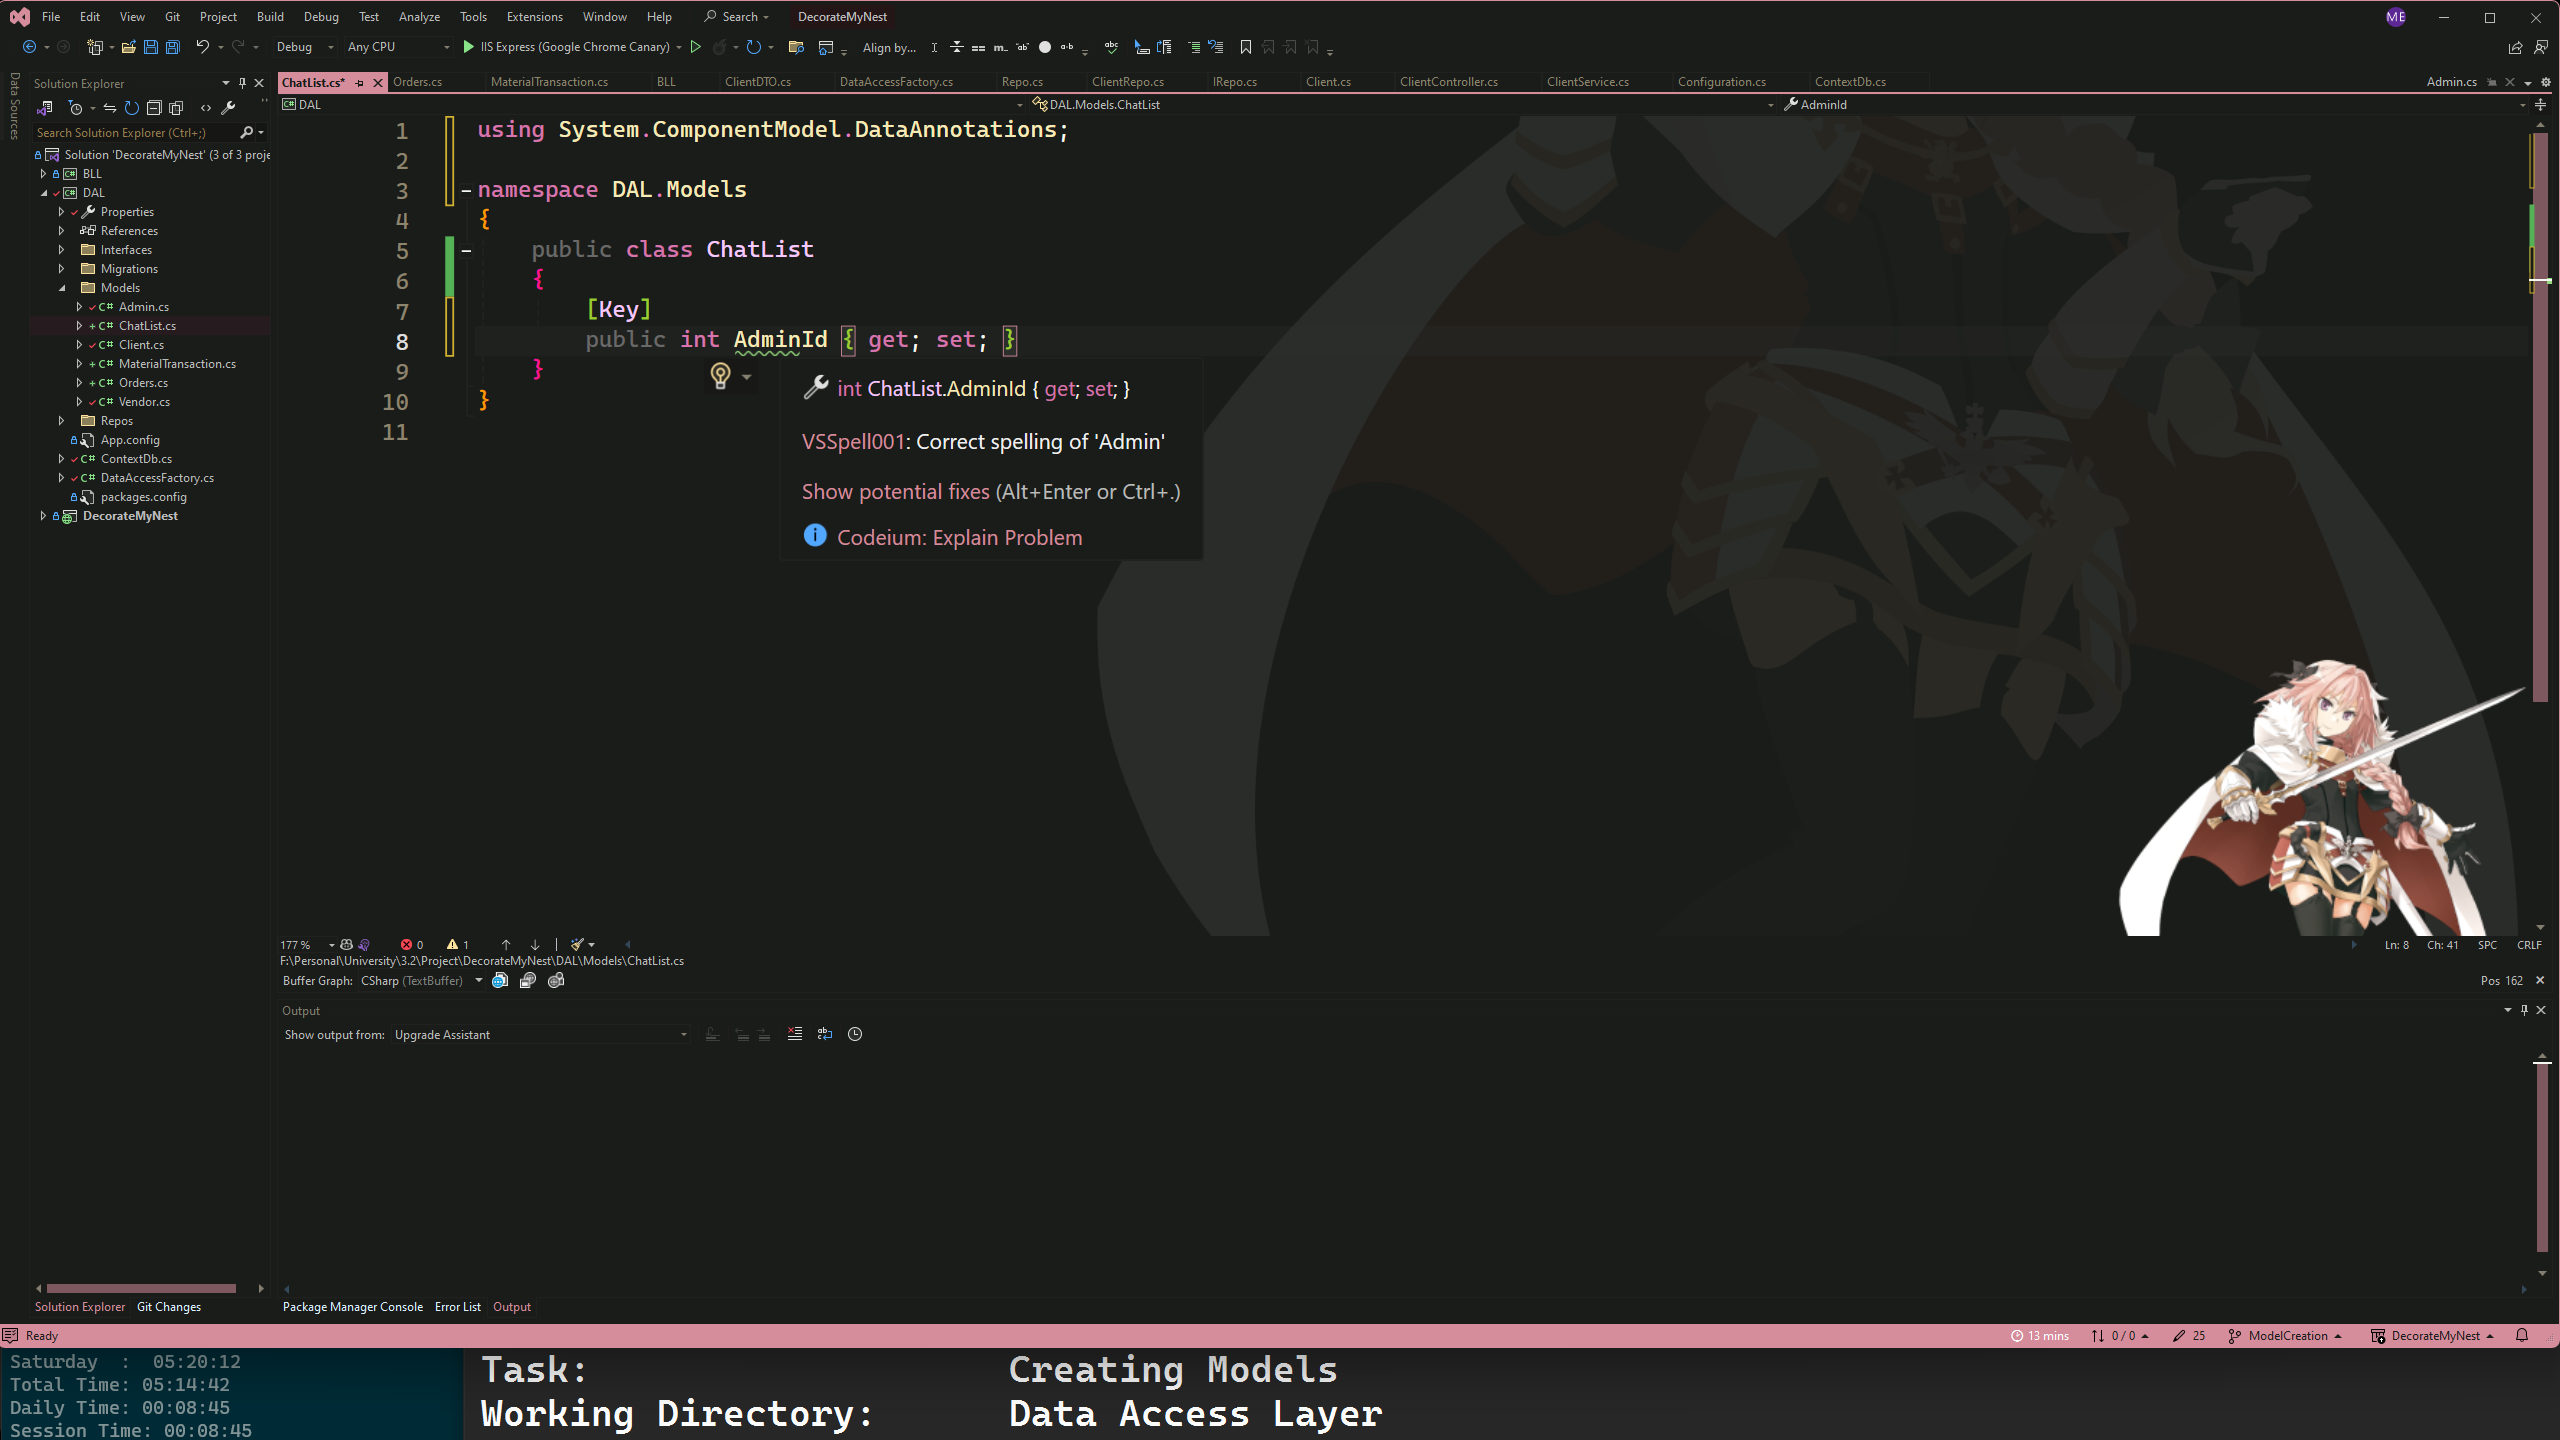 File Edit View Git Project Build Debug Test Analyze Tools Extensions Window Help Search DecorateMyNest ME
Debug Any CPU IIS Express (Google Chrome Canary) Align by...
Data Sources
Solution Explorer
Search Solution Explorer (Ctrl+;)
Solution 'DecorateMyNest' (3 of 3 proje
BLL
DAL
Properties
References
Interfaces
Migrations
Models
C# Admin.cs
C# ChatList.cs
C# Client.cs
C# MaterialTransaction.cs
C# Orders.cs
C# Vendor.cs
Repos
App.config
C# ContextDb.cs
C# DataAccessFactory.cs
packages.config
DecorateMyNest
Solution Explorer Git Changes
ChatList.cs* Orders.cs MaterialTransaction.cs BLL ClientDTO.cs DataAccessFactory.cs Repo.cs ClientRepo.cs IRepo.cs Client.cs ClientController.cs ClientService.cs Configuration.cs ContextDb.cs Admin.cs
DAL DAL.Models.ChatList AdminId
1 using System.ComponentModel.DataAnnotations;
2
3 namespace DAL.Models
4 {
5 public class ChatList
6 {
7 [Key]
8 public int AdminId { get; set; }
9 }
10 }
11
int ChatList.AdminId { get; set; }
VSSpell001: Correct spelling of 'Admin'
Show potential fixes (Alt+Enter or Ctrl+.)
Codeium: Explain Problem
177 % 0 1 Ln: 8 Ch: 41 SPC CRLF
F:\Personal\University\3.2\Project\DecorateMyNest\DAL\Models\ChatList.cs
Buffer Graph: CSharp (TextBuffer) Pos 162
Output
Show output from: Upgrade Assistant
Package Manager Console Error List Output
Ready 13 mins 0 / 0 25 ModelCreation DecorateMyNest
Saturday : 05:20:12
Total Time: 05:14:42
Daily Time: 00:08:45
Session Time: 00:08:45
Task: Creating Models
Working Directory: Data Access Layer